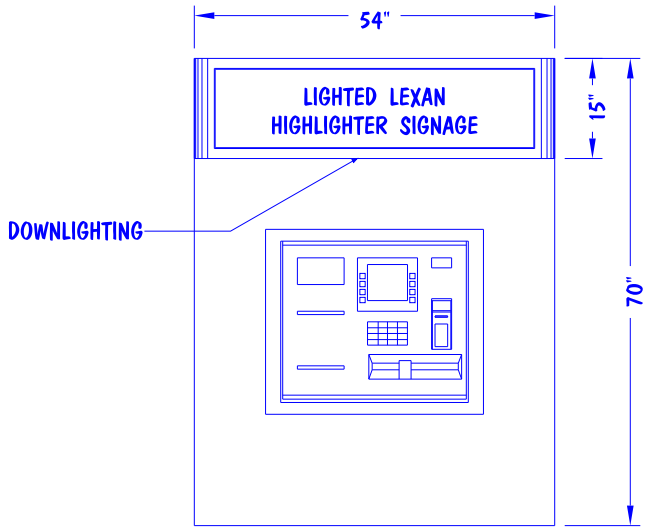 54"
LIGHTED LEXAN
HIGHLIGHTER SIGNAGE
15"
DOWNLIGHTING
70"